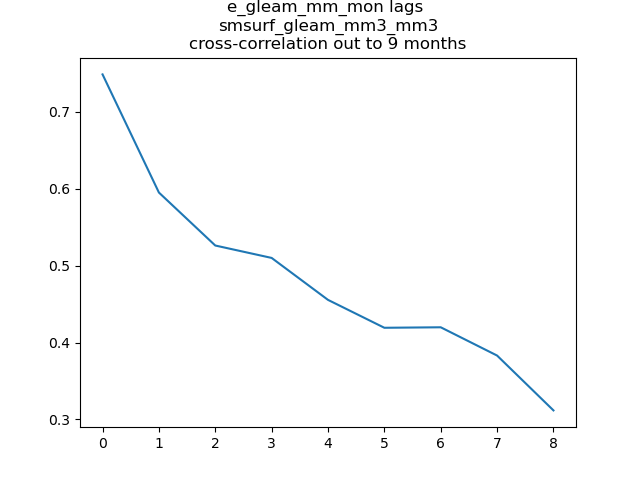 e_gleam_mm_mon lags
smsurf_gleam_mm3_mm3
cross-correlation out to 9 months
0.7
0.6
0.5
0.4
0.3
0 1 2 3 4 5 6 7 8